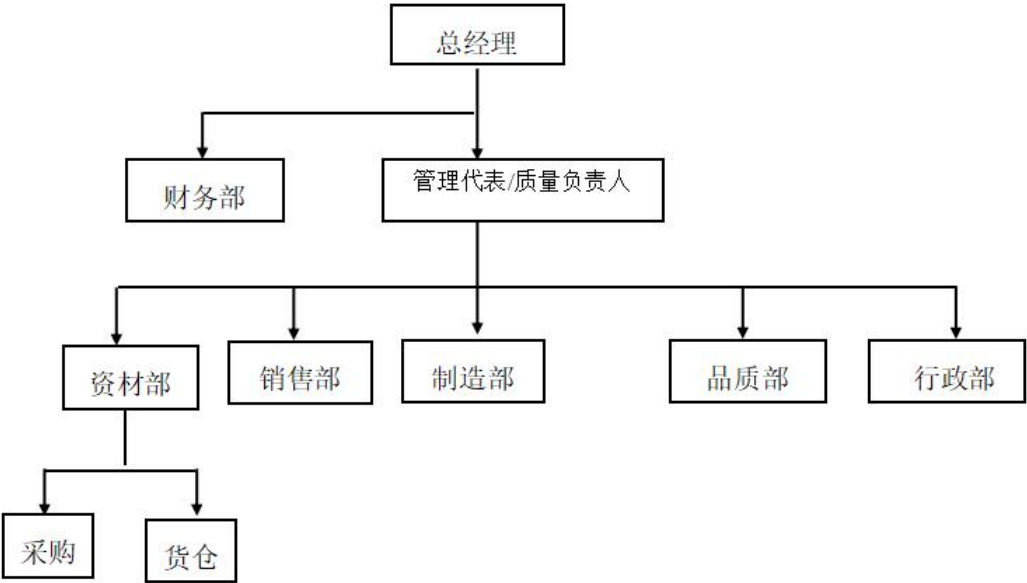 总经理
财务部
管理代表/质量负责人
资材部
销售部
制造部
品质部
行政部
采购
货仓